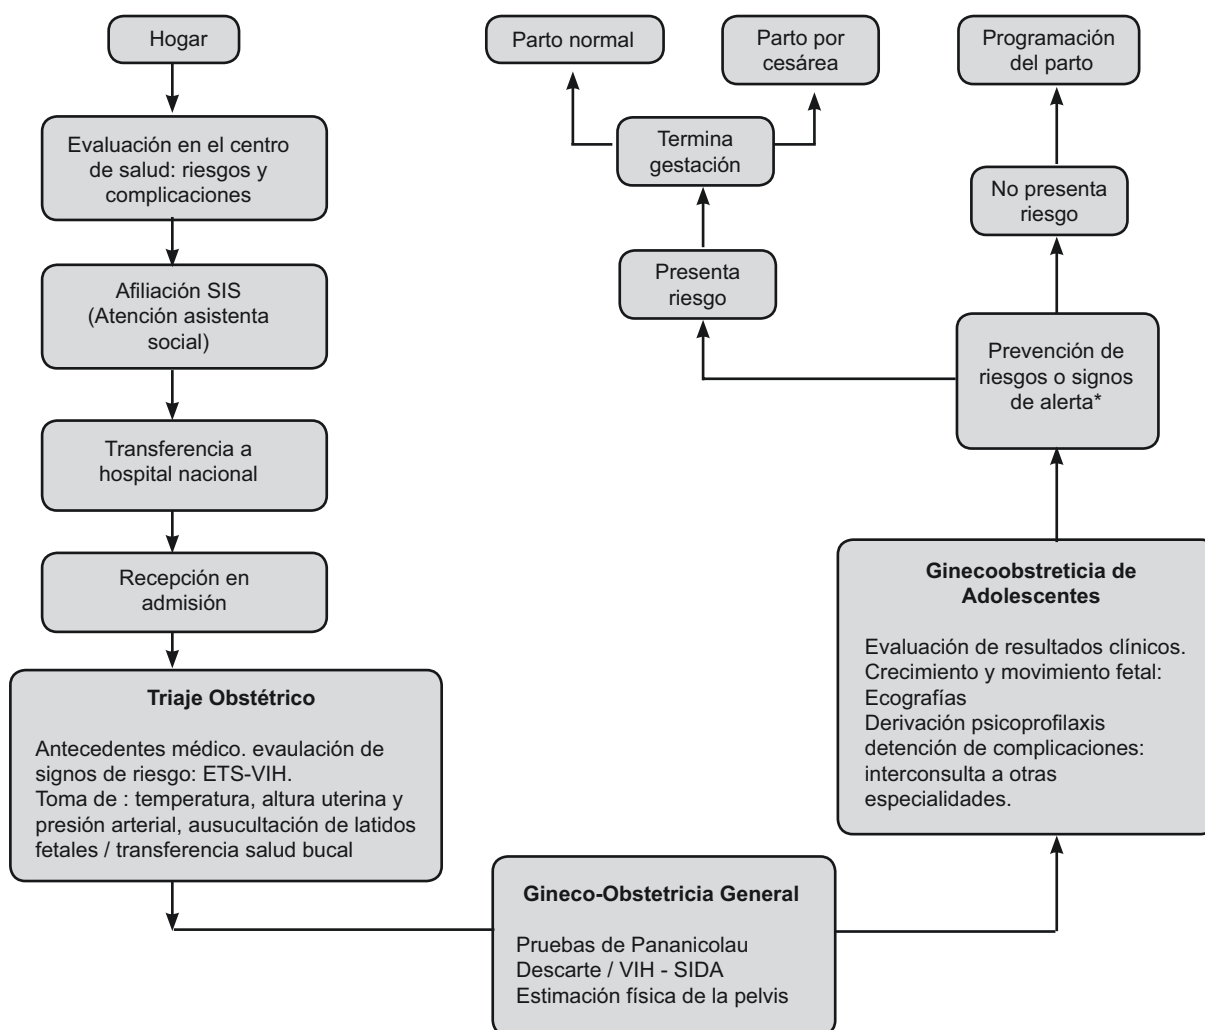 Hogar
Evaluación en el centro
de salud: riesgos y
complicaciones
Afiliación SIS
(Atención asistenta
social)
Transferencia a
hospital nacional
Recepción en
admisión
Triaje Obstétrico
Antecedentes médico. evaulación de
signos de riesgo: ETS-VIH.
Toma de : temperatura, altura uterina y
presión arterial, ausucultación de latidos
fetales / transferencia salud bucal
Gineco-Obstetricia General
Pruebas de Pananicolau
Descarte / VIH - SIDA
Estimación física de la pelvis
Ginecoobstreticia de
Adolescentes
Evaluación de resultados clínicos.
Crecimiento y movimiento fetal:
Ecografías
Derivación psicoprofilaxis
detención de complicaciones:
interconsulta a otras
especialidades.
Prevención de
riesgos o signos
de alerta*
Presenta
riesgo
Termina
gestación
Parto normal
Parto por
cesárea
No presenta
riesgo
Programación
del parto